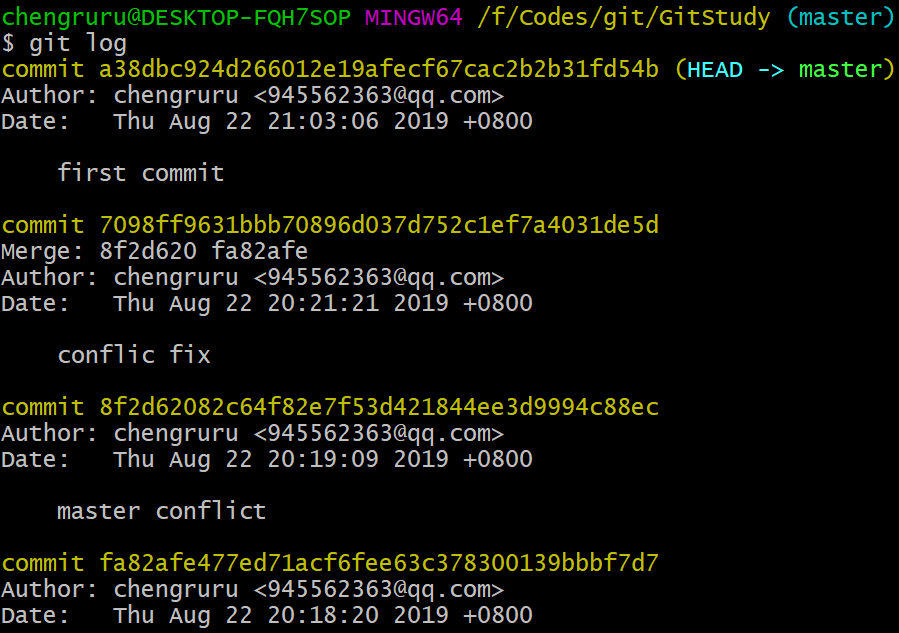 chengruru@DESKTOP-FQH7SOP MINGW64 /f/Codes/git/GitStudy (master)
$ git log
commit a38dbc924d266012e19afecf67cac2b2b31fd54b (HEAD -> master)
Author: chengruru <945562363@qq.com>
Date:   Thu Aug 22 21:03:06 2019 +0800
first commit
commit 7098ff9631bbb70896d037d752c1ef7a4031de5d
Merge: 8f2d620 fa82afe
Author: chengruru <945562363@qq.com>
Date:   Thu Aug 22 20:21:21 2019 +0800
conflic fix
commit 8f2d62082c64f82e7f53d421844ee3d9994c88ec
Author: chengruru <945562363@qq.com>
Date:   Thu Aug 22 20:19:09 2019 +0800
master conflict
commit fa82afe477ed71acf6fee63c378300139bbbf7d7
Author: chengruru <945562363@qq.com>
Date:   Thu Aug 22 20:18:20 2019 +0800